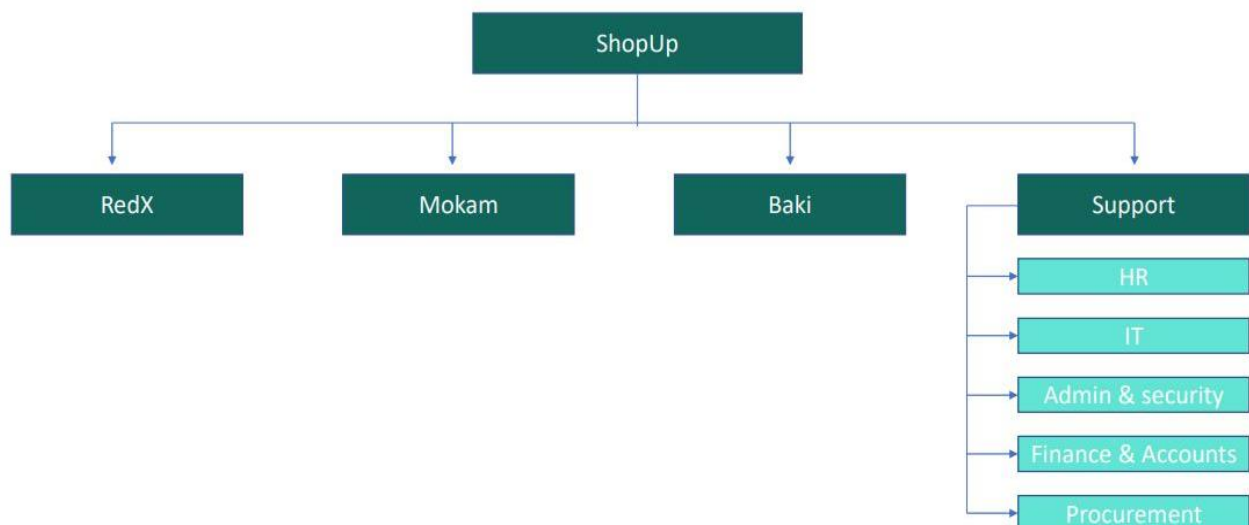 ShopUp
RedX
Mokam
Baki
Support
HR
IT
Admin & security
Finance & Accounts
Procurement